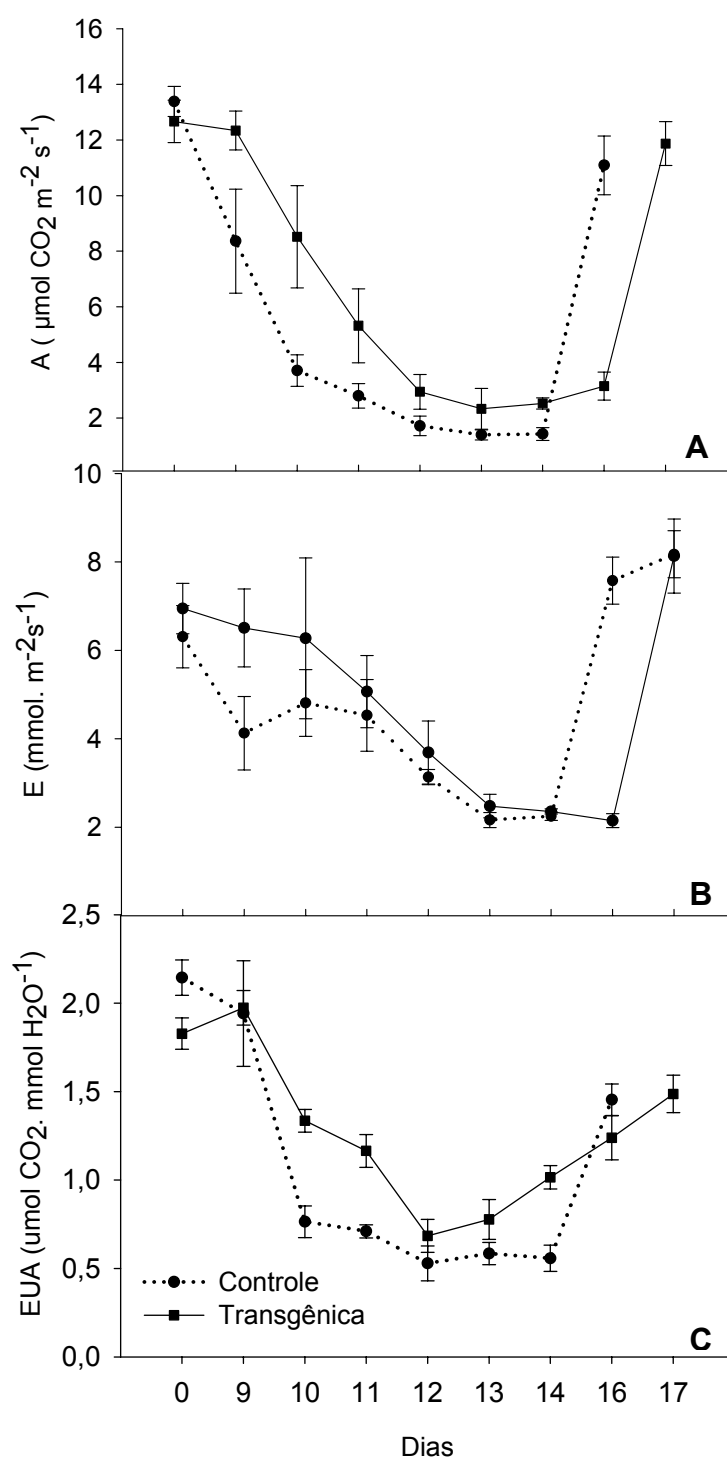 16
14
12
10
8
6
4
2
A ( µmol CO2 m-2 s-1)
A
10
8
6
4
2
E (mmol. m-2s-1)
B
2,5
2,0
1,5
1,0
0,5
0,0
EUA (umol CO2. mmol H2O-1)
Controle
Transgênica
C
0 9 10 11 12 13 14 16 17
Dias